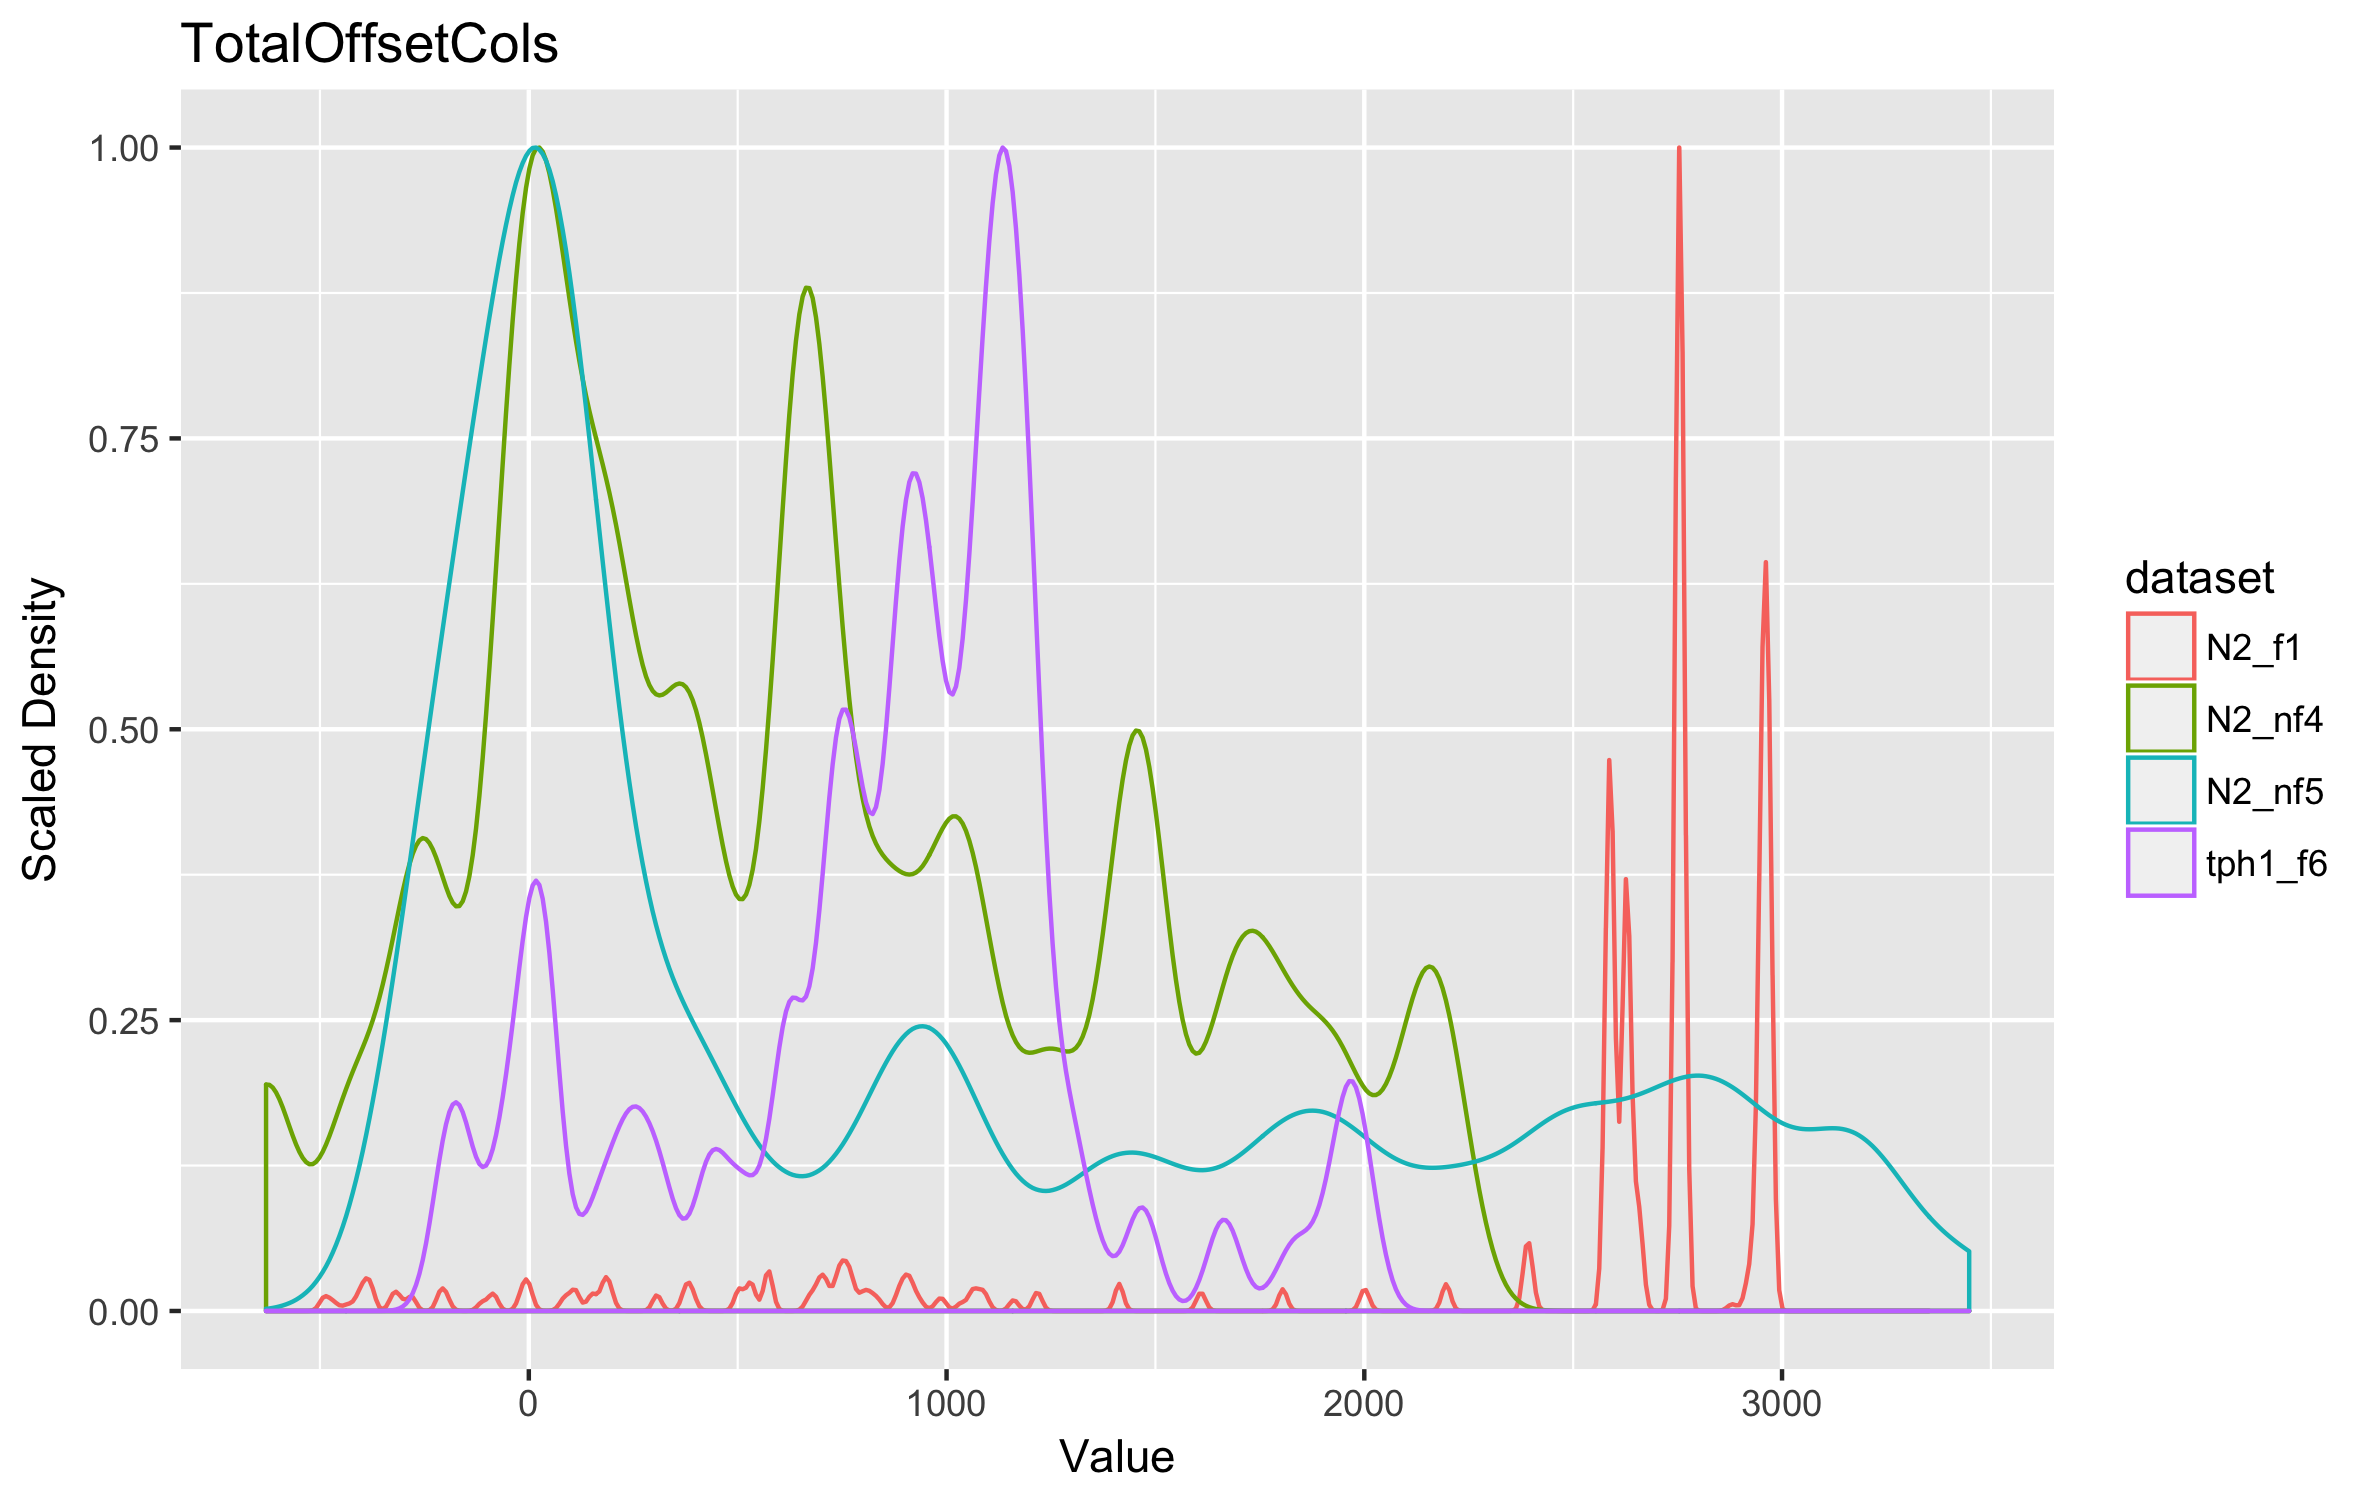 TotalOffsetCols
1.00
0.75
0.50
0.25
0.00
Scaled Density
0
1000
2000
3000
Value
dataset
N2_f1
N2_nf4
N2_nf5
tph1_f6